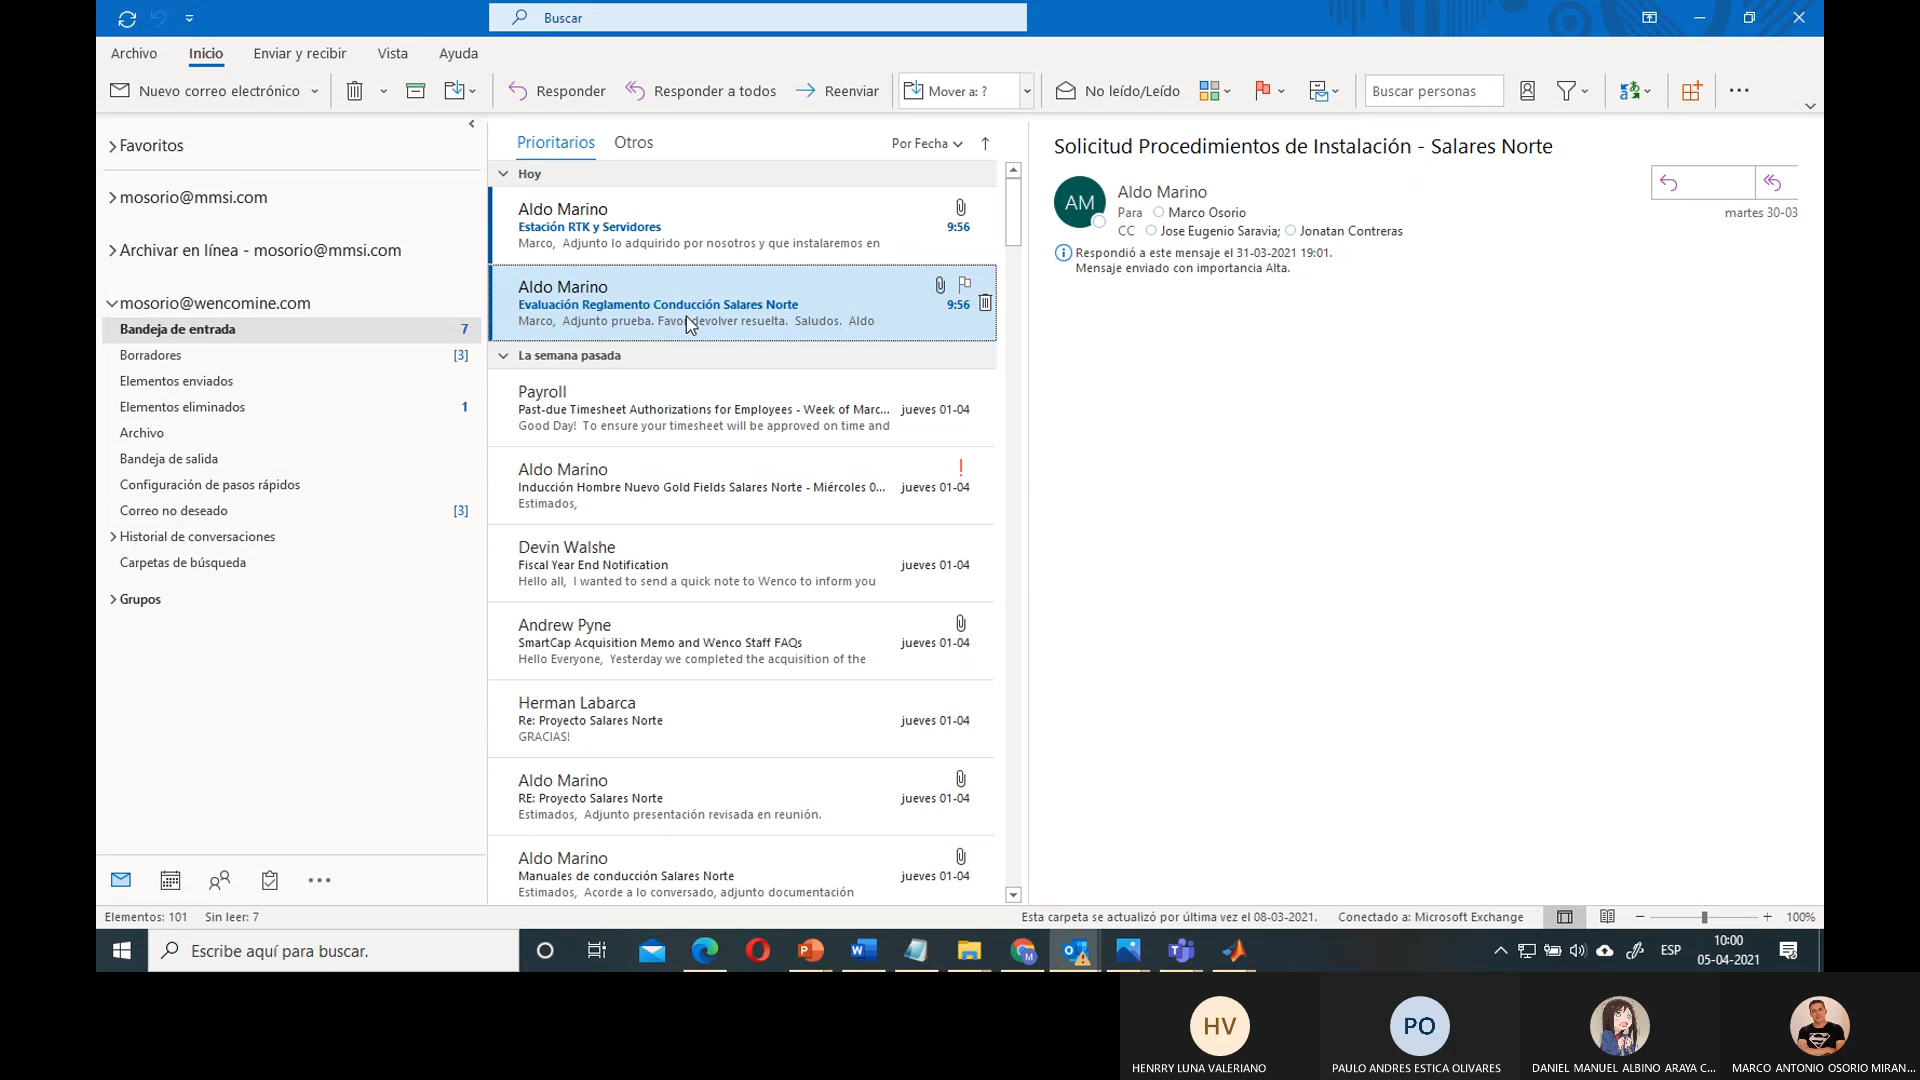 Buscar
Archivo
Inicio
Enviar y recibir
Vista
Ayuda
Nuevo correo electrónico
Responder
Responder a todos
Reenviar
Mover a: ?
No leído/Leído
Buscar personas
Favoritos
mosorio@mmsi.com
Archivar en línea - mosorio@mmsi.com
mosorio@wencomine.com
Bandeja de entrada 7
Borradores [3]
Elementos enviados
Elementos eliminados 1
Archivo
Bandeja de salida
Configuración de pasos rápidos
Correo no deseado [3]
Historial de conversaciones
Carpetas de búsqueda
Grupos
Prioritarios
Otros
Por Fecha
Hoy
Aldo Marino
Estación RTK y Servidores 9:56
Marco, Adjunto lo adquirido por nosotros y que instalaremos en
Aldo Marino
Evaluación Reglamento Conducción Salares Norte 9:56
Marco, Adjunto prueba. Favor devolver resuelta. Saludos. Aldo
La semana pasada
Payroll
Past-due Timesheet Authorizations for Employees - Week of Marc... jueves 01-04
Good Day! To ensure your timesheet will be approved on time and
Aldo Marino
Inducción Hombre Nuevo Gold Fields Salares Norte - Miércoles 0... jueves 01-04
Estimados,
Devin Walshe
Fiscal Year End Notification jueves 01-04
Hello all, I wanted to send a quick note to Wenco to inform you
Andrew Pyne
SmartCap Acquisition Memo and Wenco Staff FAQs jueves 01-04
Hello Everyone, Yesterday we completed the acquisition of the
Herman Labarca
Re: Proyecto Salares Norte jueves 01-04
GRACIAS!
Aldo Marino
RE: Proyecto Salares Norte jueves 01-04
Estimados, Adjunto presentación revisada en reunión.
Aldo Marino
Manuales de conducción Salares Norte jueves 01-04
Estimados, Acorde a lo conversado, adjunto documentación
Solicitud Procedimientos de Instalación - Salares Norte
AM
Aldo Marino
Para Marco Osorio
CC Jose Eugenio Saravia; Jonatan Contreras
martes 30-03
Respondió a este mensaje el 31-03-2021 19:01.
Mensaje enviado con importancia Alta.
Elementos: 101 Sin leer: 7
Esta carpeta se actualizó por última vez el 08-03-2021.
Conectado a: Microsoft Exchange
100%
Escribe aquí para buscar.
ESP
10:00
05-04-2021
HV
PO
HENRRY LUNA VALERIANO
PAULO ANDRES ESTICA OLIVARES
DANIEL MANUEL ALBINO ARAYA C...
MARCO ANTONIO OSORIO MIRAN...